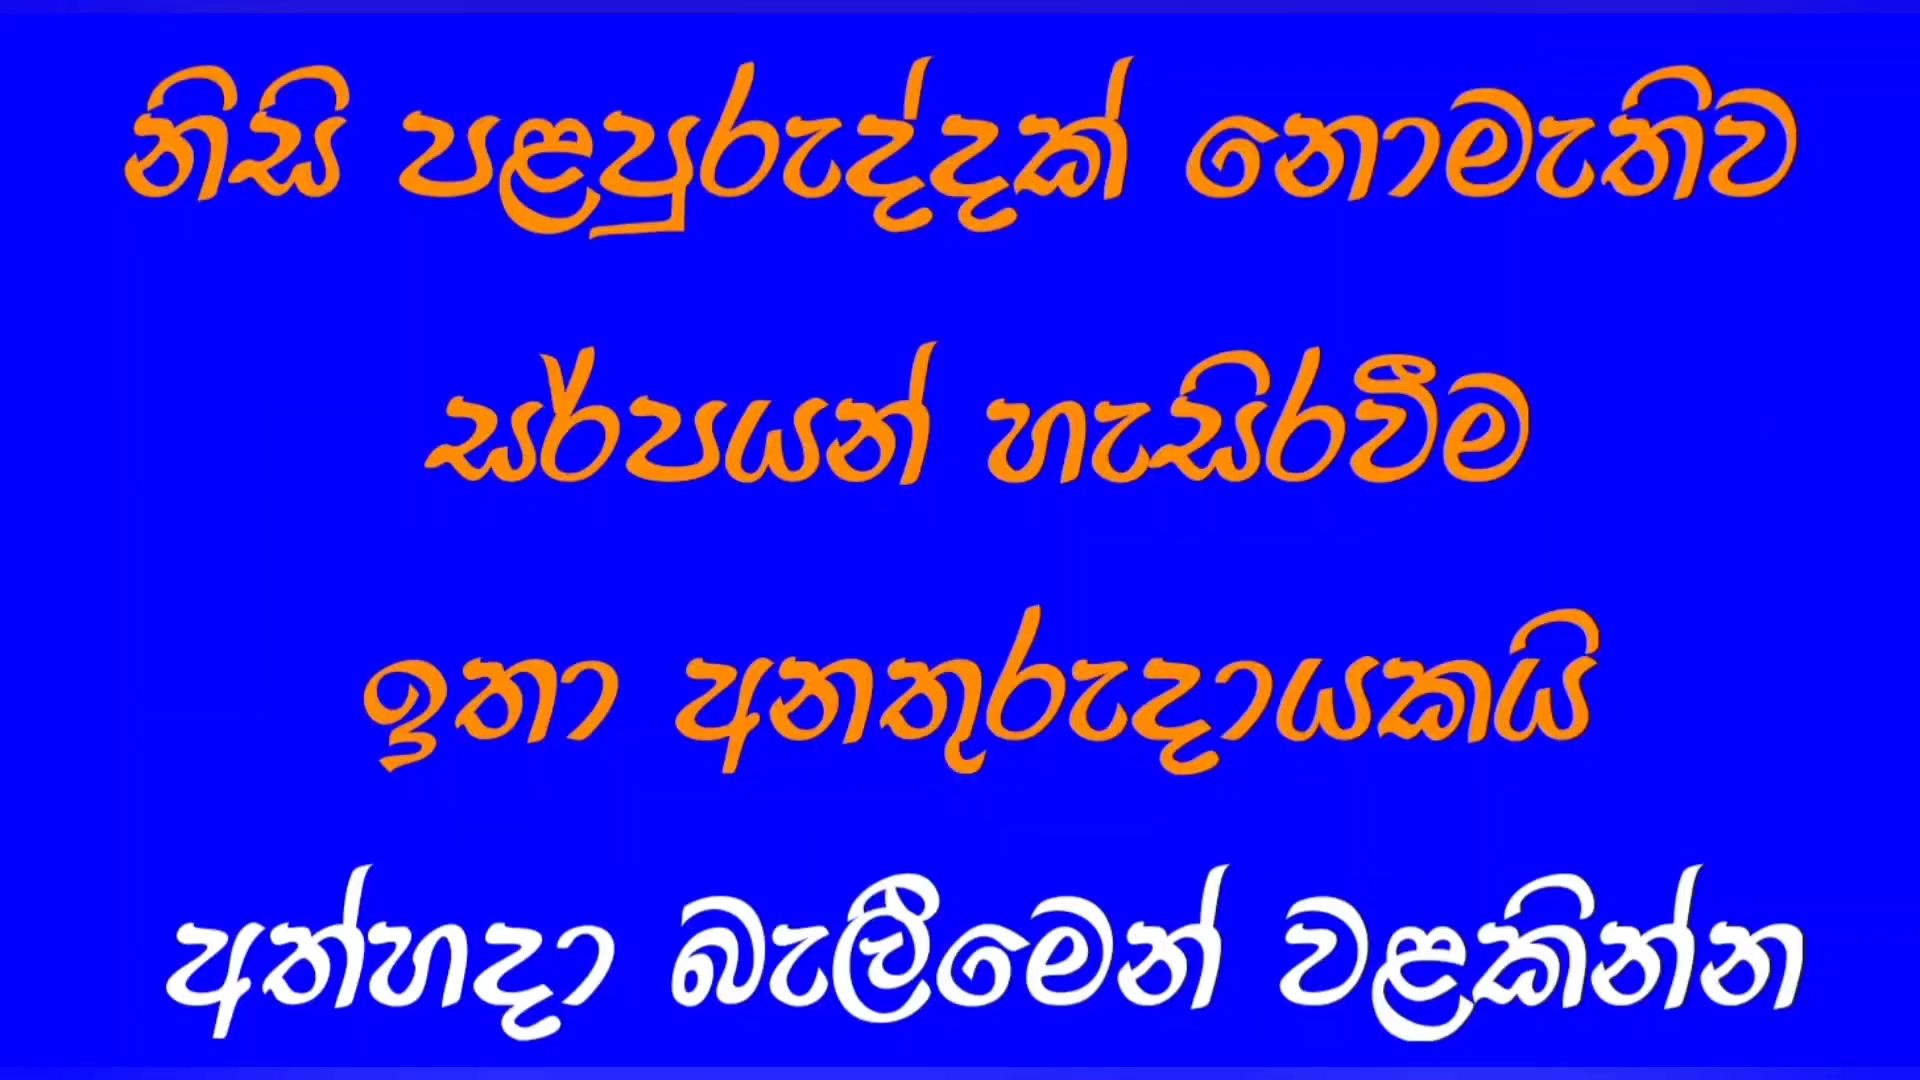 නිසි පළපුරුද්දක් නොමැතිව
සර්පයන් හැසිරවීම
ඉතා අනතුරුදායකයි
අත්හදා බැලීමෙන් වළකින්න